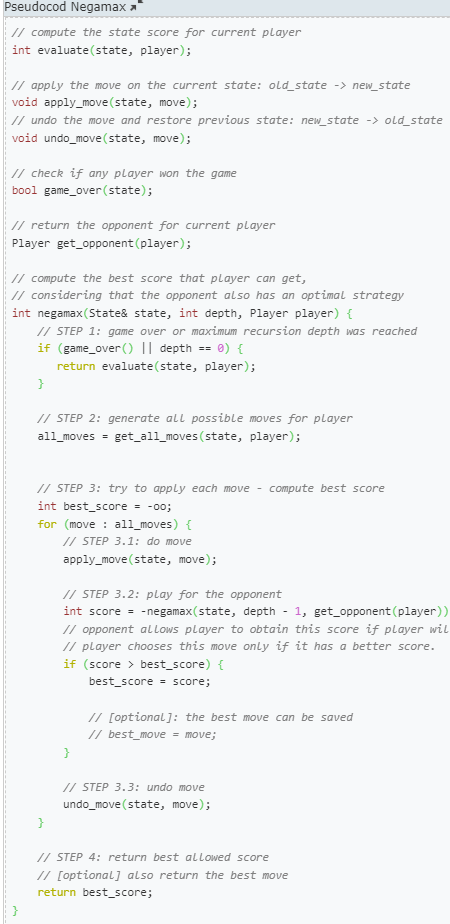 Pseudocod Negamax
// compute the state score for current player
int evaluate(state, player);
// apply the move on the current state: old_state -> new_state
void apply_move(state, move);
// undo the move and restore previous state: new_state -> old_state
void undo_move(state, move);
// check if any player won the game
bool game_over(state);
// return the opponent for current player
Player get_opponent(player);
// compute the best score that player can get,
// considering that the opponent also has an optimal strategy
int negamax(State& state, int depth, Player player) {
// STEP 1: game over or maximum recursion depth was reached
if (game_over() || depth == 0) {
return evaluate(state, player);
}
// STEP 2: generate all possible moves for player
all_moves = get_all_moves(state, player);
// STEP 3: try to apply each move - compute best score
int best_score = -oo;
for (move : all_moves) {
// STEP 3.1: do move
apply_move(state, move);
// STEP 3.2: play for the opponent
int score = -negamax(state, depth - 1, get_opponent(player))
// opponent allows player to obtain this score if player wil
// player chooses this move only if it has a better score.
if (score > best_score) {
best_score = score;
// [optional]: the best move can be saved
// best_move = move;
}
// STEP 3.3: undo move
undo_move(state, move);
}
// STEP 4: return best allowed score
// [optional] also return the best move
return best_score;
}